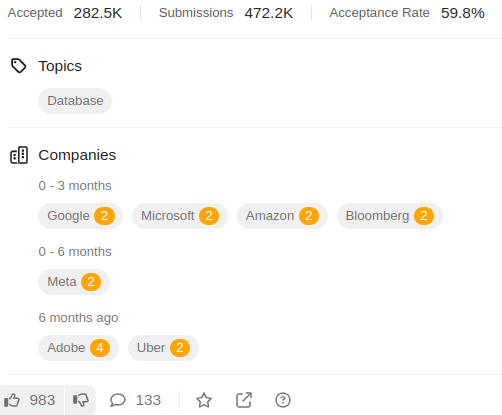 Accepted 282.5K Submissions 472.2K Acceptance Rate 59.8%
Topics
Database
Companies
0 - 3 months
Google 2 Microsoft 2 Amazon 2 Bloomberg 2
0 - 6 months
Meta 2
6 months ago
Adobe 4 Uber 2
983 133